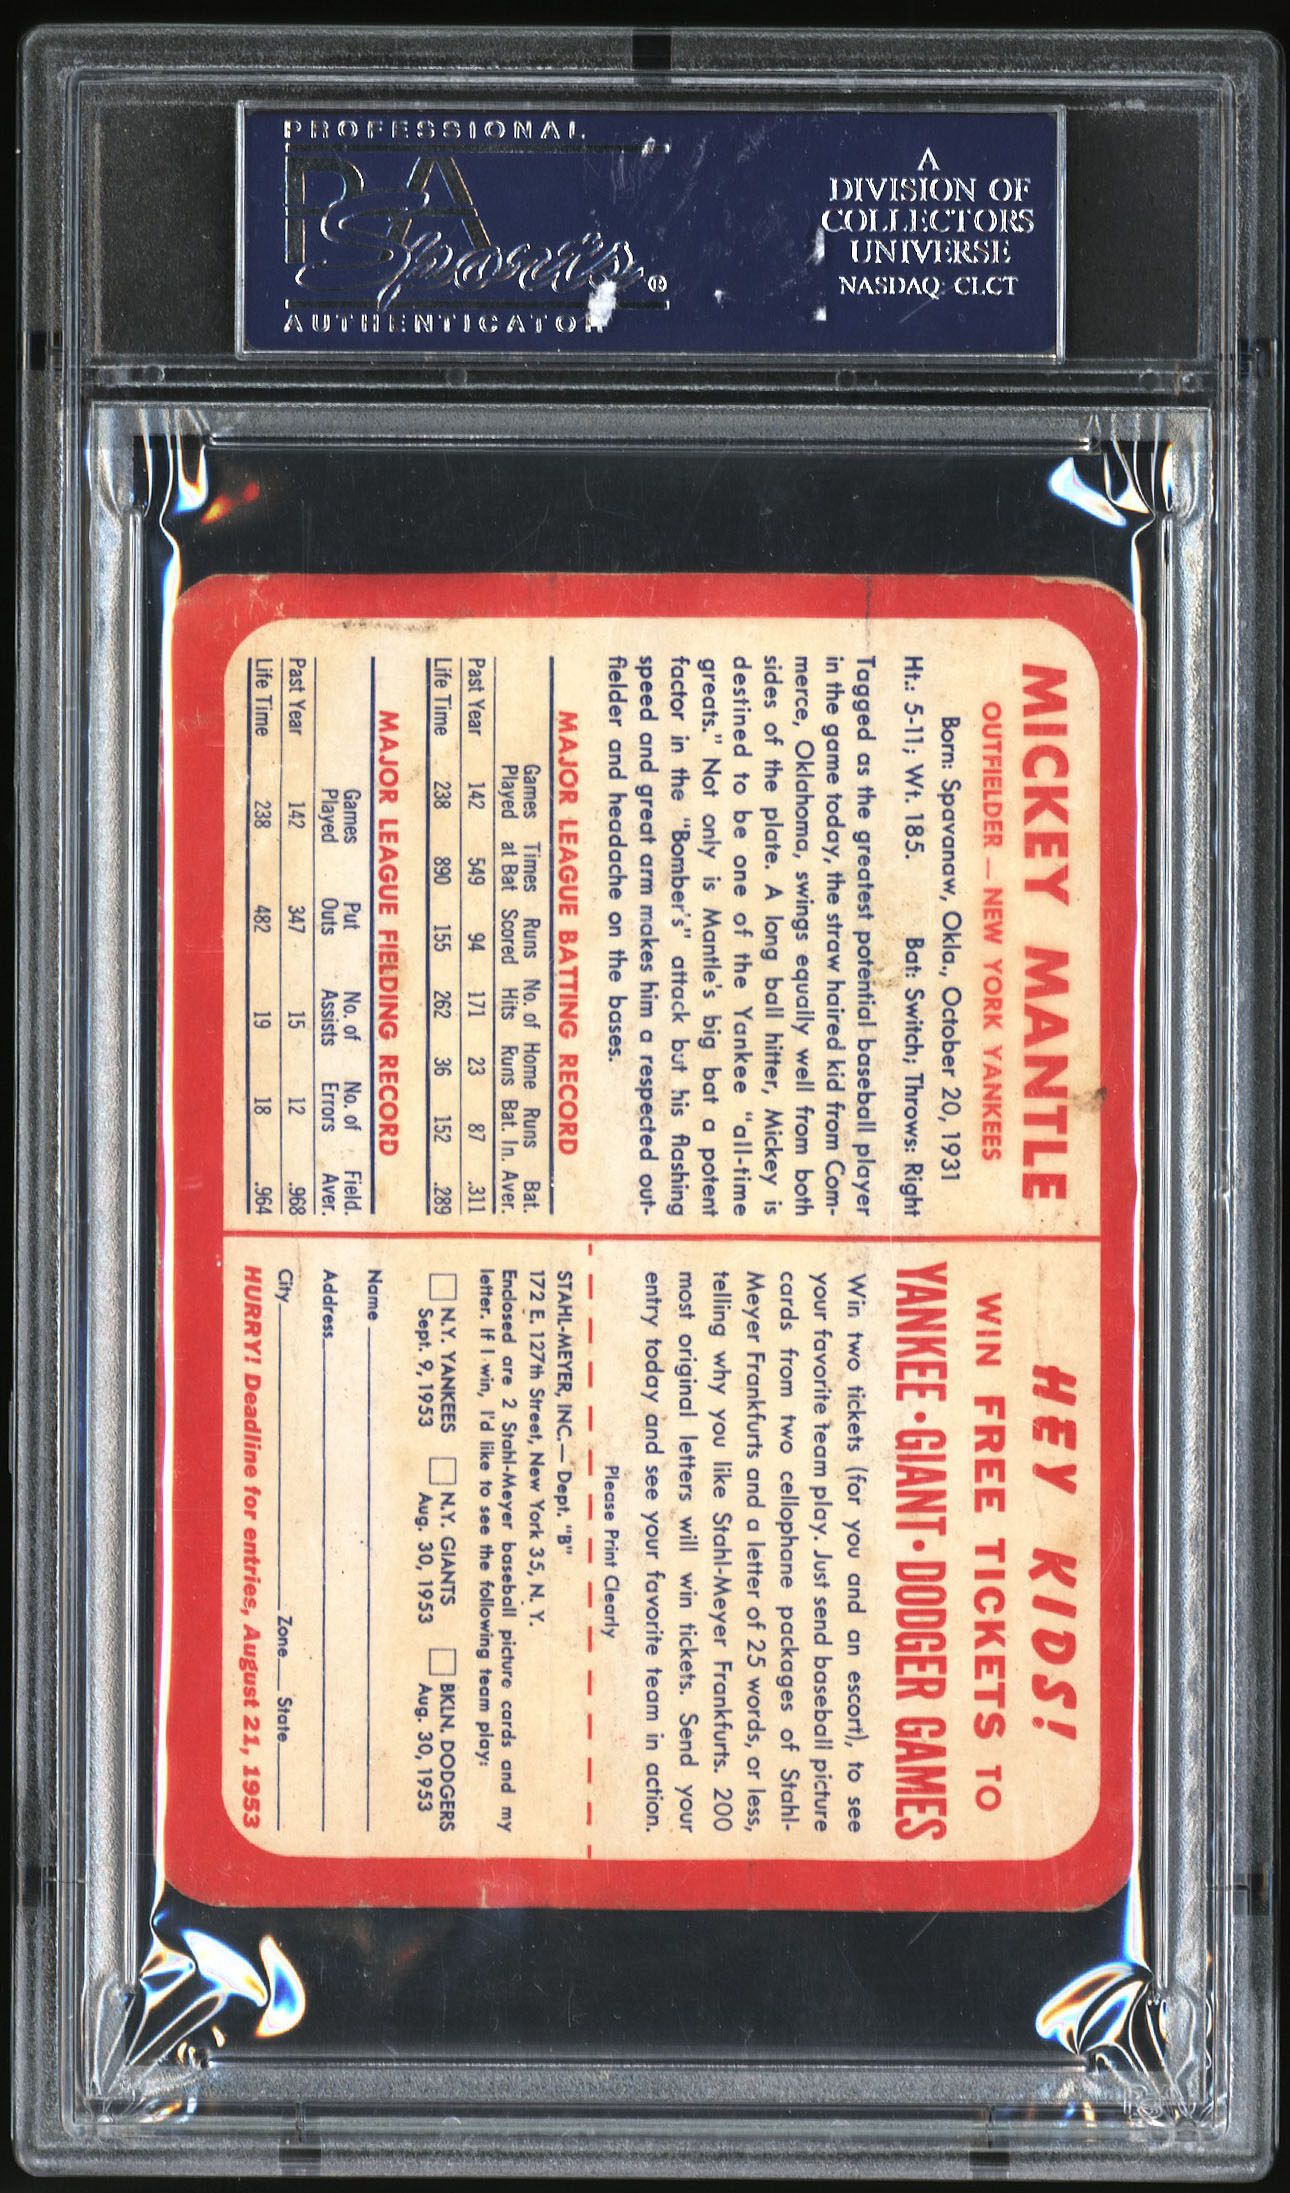 PROFESSIONAL
PSA
Sports®
AUTHENTICATOR
A
DIVISION OF
COLLECTORS
UNIVERSE
NASDAQ: CLCT
MICKEY MANTLE
OUTFIELDER — NEW YORK YANKEES
Born: Spavanaw, Okla., October 20, 1931
Ht.: 5-11; Wt. 185. Bat: Switch; Throws: Right
Tagged as the greatest potential baseball player
in the game today, the straw haired kid from Com-
merce, Oklahoma, swings equally well from both
sides of the plate. A long ball hitter, Mickey is
destined to be one of the Yankee "all-time
greats." Not only is Mantle's big bat a potent
factor in the "Bomber's" attack but his flashing
speed and great arm makes him a respected out-
fielder and headache on the bases.
MAJOR LEAGUE BATTING RECORD
Games Times Runs No. of Home Runs Bat.
Played at Bat Scored Hits Runs Bat. In. Aver.
Past Year 142 549 94 171 23 87 .311
Life Time 238 890 155 262 36 152 .289
MAJOR LEAGUE FIELDING RECORD
Games Put No. of No. of Field.
Played Outs Assists Errors Aver.
Past Year 142 347 15 12 .968
Life Time 238 482 19 18 .964
HEY KIDS!
WIN FREE TICKETS TO
YANKEE • GIANT • DODGER GAMES
Win two tickets (for you and an escort), to see
your favorite team play. Just send baseball picture
cards from two cellophane packages of Stahl-
Meyer Frankfurts and a letter of 25 words, or less,
telling why you like Stahl-Meyer Frankfurts. 200
most original letters will win tickets. Send your
entry today and see your favorite team in action.
Please Print Clearly
STAHL-MEYER, INC.— Dept. "B"
172 E. 127th Street, New York 35, N. Y.
Enclosed are 2 Stahl-Meyer baseball picture cards and my
letter. If I win, I'd like to see the following team play:
N.Y. YANKEES N.Y. GIANTS BKLN. DODGERS
Sept. 9, 1953 Aug. 30, 1953 Aug. 30, 1953
Name
Address
City Zone State
HURRY! Deadline for entries, August 21, 1953